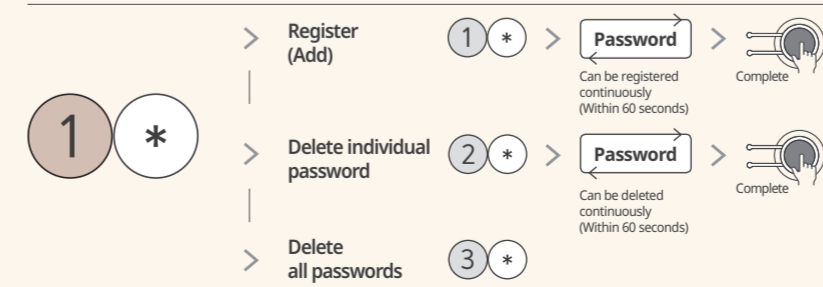 1 *
Register
(Add)
1 *
Password
Can be registered
continuously
(Within 60 seconds)
Complete
Delete individual
password
2 *
Password
Can be deleted
continuously
(Within 60 seconds)
Complete
Delete
all passwords
3 *